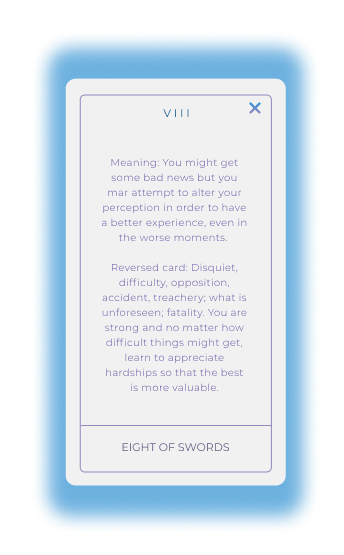 VIII
Meaning: You might get
some bad news but you
mar attempt to alter your
perception in order to have
a better experience, even in
the worse moments.
Reversed card: Disquiet,
difficulty, opposition,
accident, treachery; what is
unforeseen; fatality. You are
strong and no matter how
difficult things might get,
learn to appreciate
hardships so that the best
is more valuable.
EIGHT OF SWORDS